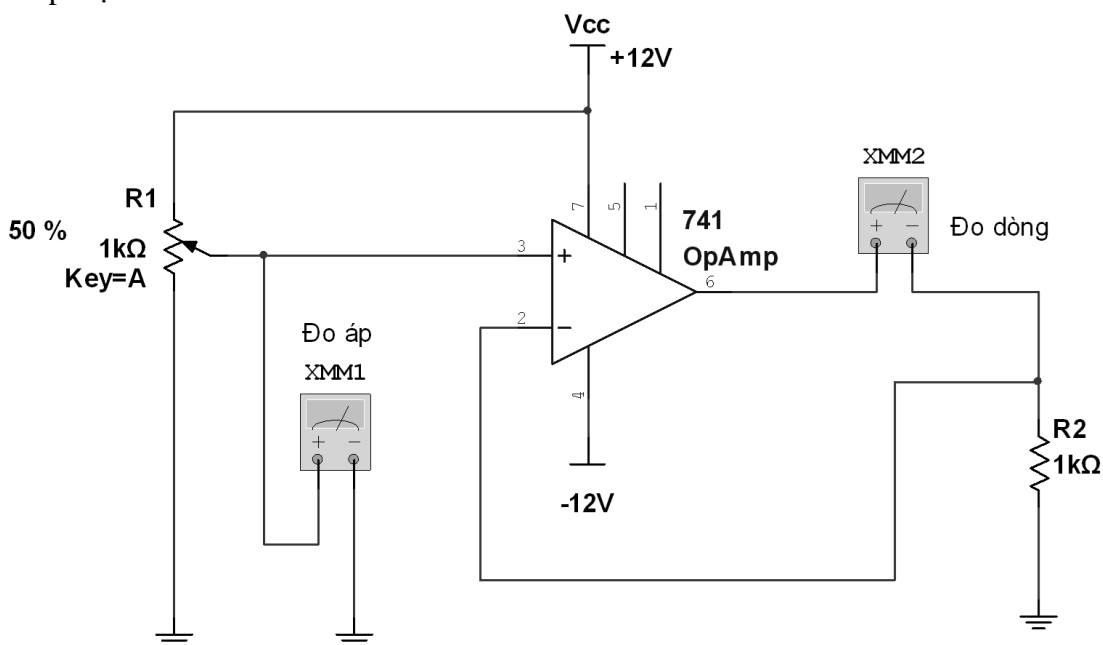 Vcc
+12V
R1
50 %
1kΩ
Key=A
7
5
1
741
OpAmp
3
+
2
−
6
4
-12V
XMM2
+ −
Đo dòng
Đo áp
XMM1
+ −
R2
1kΩ